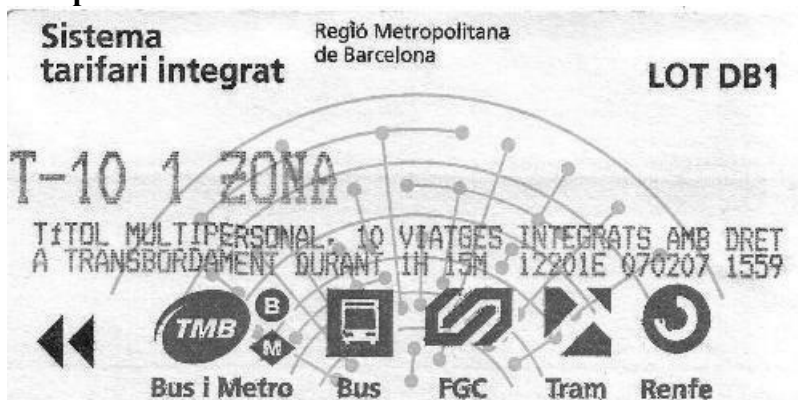 Sistema
tarifari integrat
Regió Metropolitana
de Barcelona
LOT DB1
T-10 1 ZONA
TÍTOL MULTIPERSONAL. 10 VIATGES INTEGRATS AMB DRET
A TRANSBORDAMENT DURANT 1H 15M 12201E 070207 1559
TMB B
M
Bus i Metro Bus FGC Tram Renfe